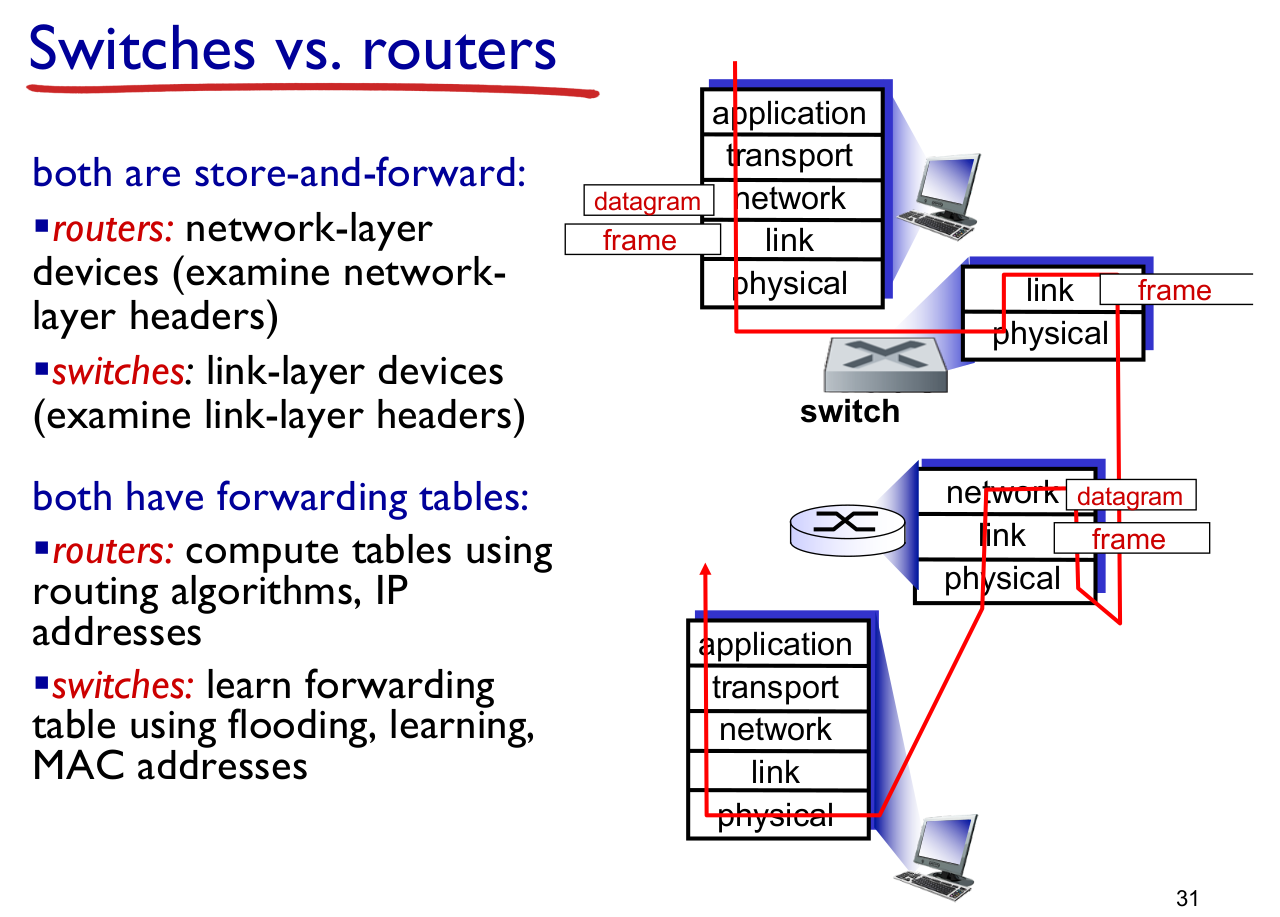 Switches vs. routers
both are store-and-forward:
▪routers: network-layer
devices (examine network-
layer headers)
▪switches: link-layer devices
(examine link-layer headers)
both have forwarding tables:
▪routers: compute tables using
routing algorithms, IP
addresses
▪switches: learn forwarding
table using flooding, learning,
MAC addresses
application
transport
network
link
physical
datagram
frame
link
physical
frame
switch
network
link
physical
datagram
frame
application
transport
network
link
physical
31